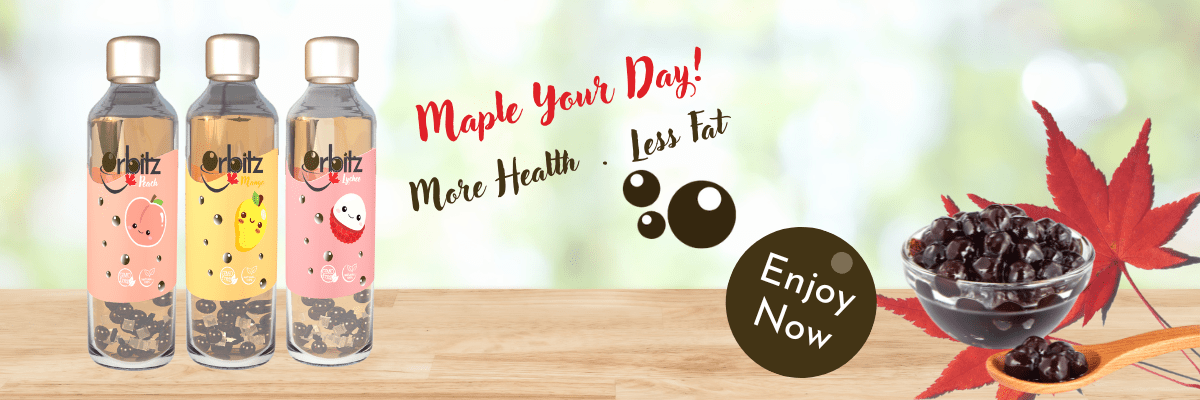 Orbitz
Peach
Orbitz
Mango
Orbitz
Lychee
Maple Your Day!
More Health · Less Fat
Enjoy
Now